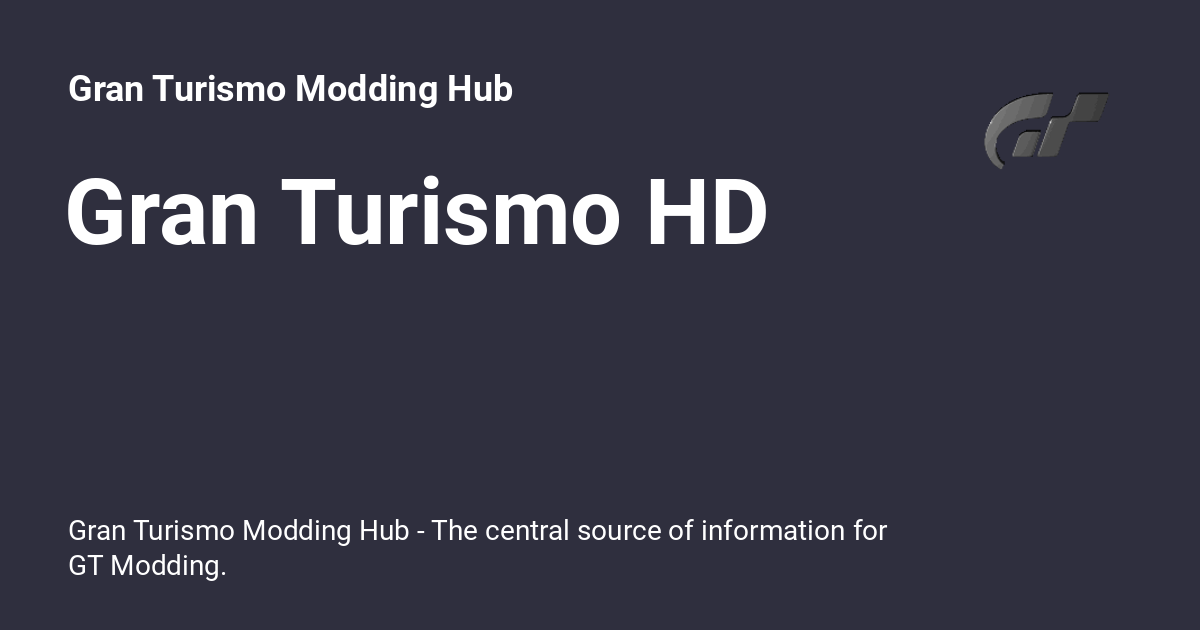 Gran Turismo Modding Hub
Gran Turismo HD
Gran Turismo Modding Hub - The central source of information for
GT Modding.